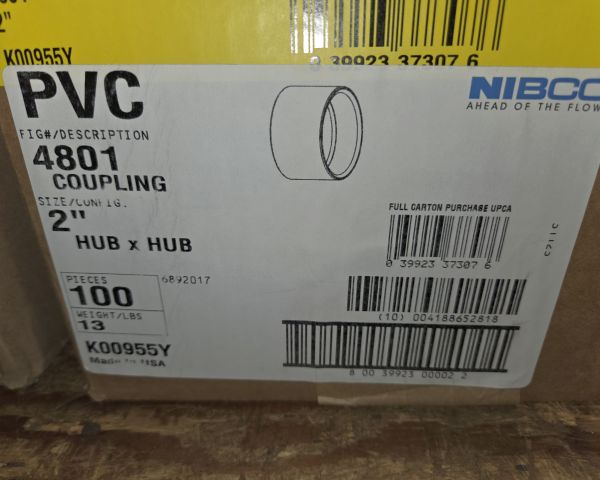 2"
K00955Y
0 39923 37307 6
PVC
NIBCO
AHEAD OF THE FLOW
FIG#/DESCRIPTION
4801
COUPLING
SIZE/CONFIG.
2"
HUB x HUB
FULL CARTON PURCHASE UPCA
0 39923 37307 6
PIECES
100
6892017
WEIGHT/LBS
13
(10) 004188652818
K00955Y
Made in USA
8 00 39923 00002 2